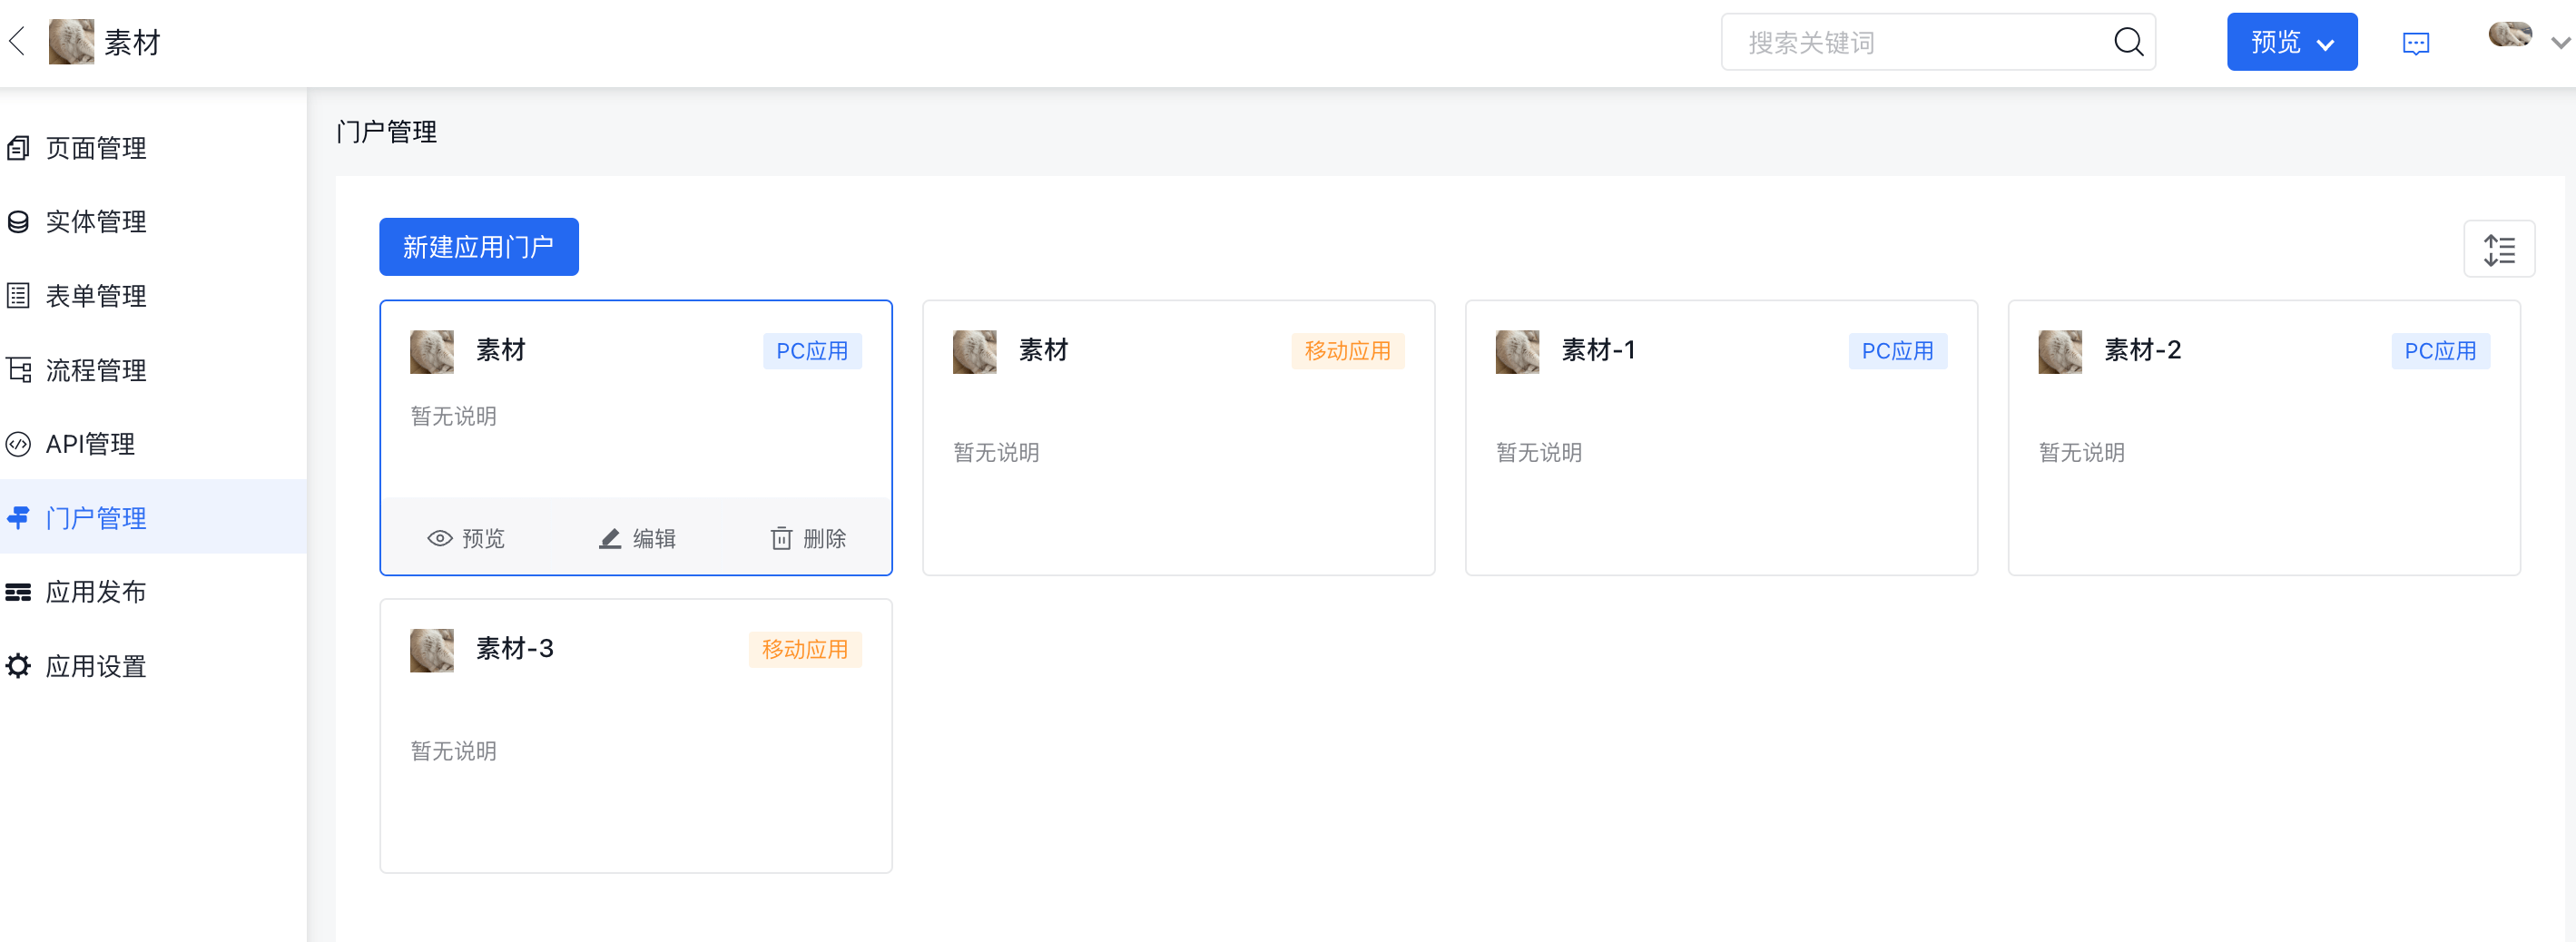 素材
搜索关键词
预览
页面管理
实体管理
表单管理
流程管理
API管理
门户管理
应用发布
应用设置
门户管理
新建应用门户
素材 PC应用
暂无说明
预览 编辑 删除
素材 移动应用
暂无说明
素材-1 PC应用
暂无说明
素材-2 PC应用
暂无说明
素材-3 移动应用
暂无说明